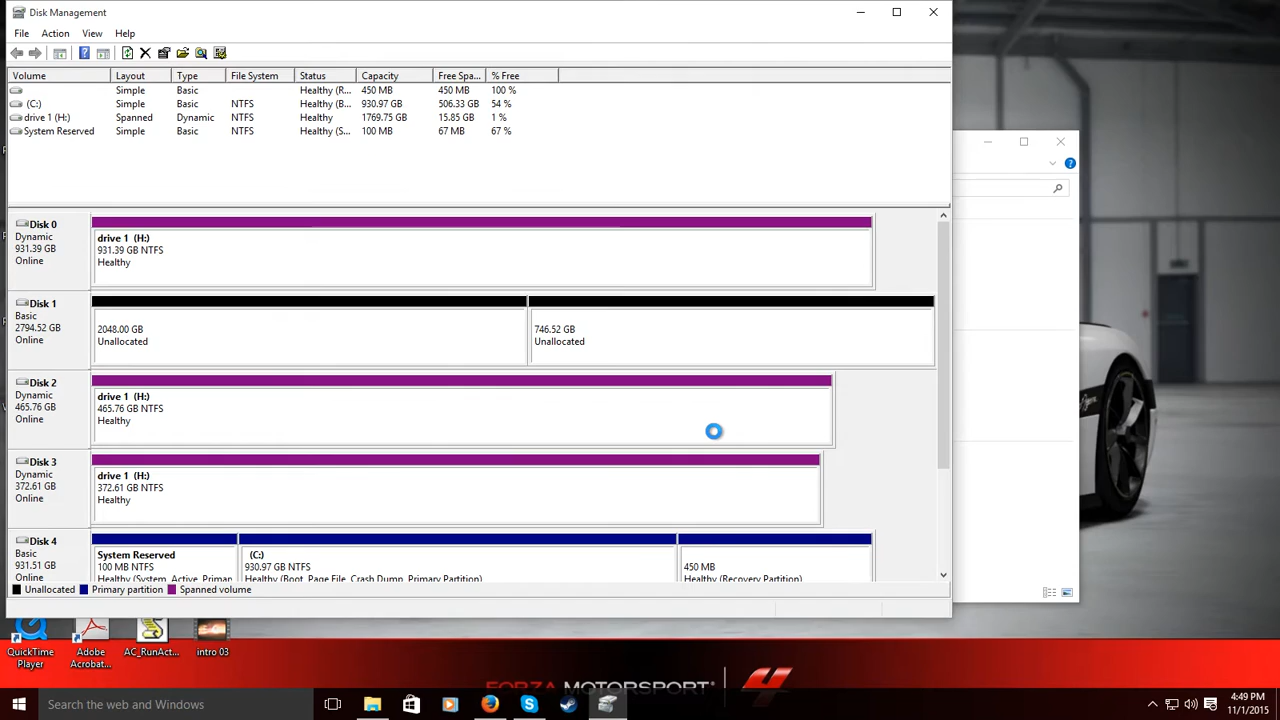 Disk Management
File Action View Help
Volume Layout Type File System Status Capacity Free Spa... % Free
Simple Basic Healthy (R... 450 MB 450 MB 100 %
(C:) Simple Basic NTFS Healthy (B... 930.97 GB 506.33 GB 54 %
drive 1 (H:) Spanned Dynamic NTFS Healthy 1769.75 GB 15.85 GB 1 %
System Reserved Simple Basic NTFS Healthy (S... 100 MB 67 MB 67 %
Disk 0
Dynamic
931.39 GB
Online
drive 1 (H:)
931.39 GB NTFS
Healthy
Disk 1
Basic
2794.52 GB
Online
2048.00 GB
Unallocated
746.52 GB
Unallocated
Disk 2
Dynamic
465.76 GB
Online
drive 1 (H:)
465.76 GB NTFS
Healthy
Disk 3
Dynamic
372.61 GB
Online
drive 1 (H:)
372.61 GB NTFS
Healthy
Disk 4
Basic
931.51 GB
Online
System Reserved
100 MB NTFS
Healthy (System, Active, Primar
(C:)
930.97 GB NTFS
Healthy (Boot, Page File, Crash Dump, Primary Partition)
450 MB
Healthy (Recovery Partition)
Unallocated Primary partition Spanned volume
QuickTime
Player
Adobe
Acrobat...
AC_RunAct...
intro 03
FORZA MOTORSPORT 4
Search the web and Windows
4:49 PM
11/1/2015